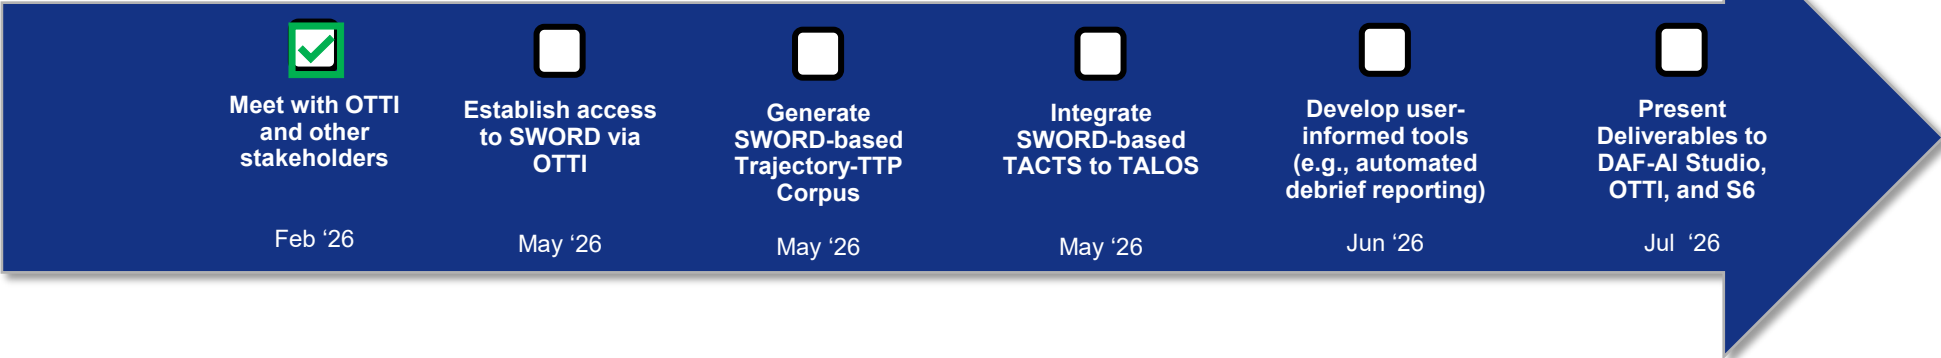 Meet with OTTI
and other
stakeholders
Feb ‘26
Establish access
to SWORD via
OTTI
May ‘26
Generate
SWORD-based
Trajectory-TTP
Corpus
May ‘26
Integrate
SWORD-based
TACTS to TALOS
May ‘26
Develop user-
informed tools
(e.g., automated
debrief reporting)
Jun ‘26
Present
Deliverables to
DAF-AI Studio,
OTTI, and S6
Jul  ‘26